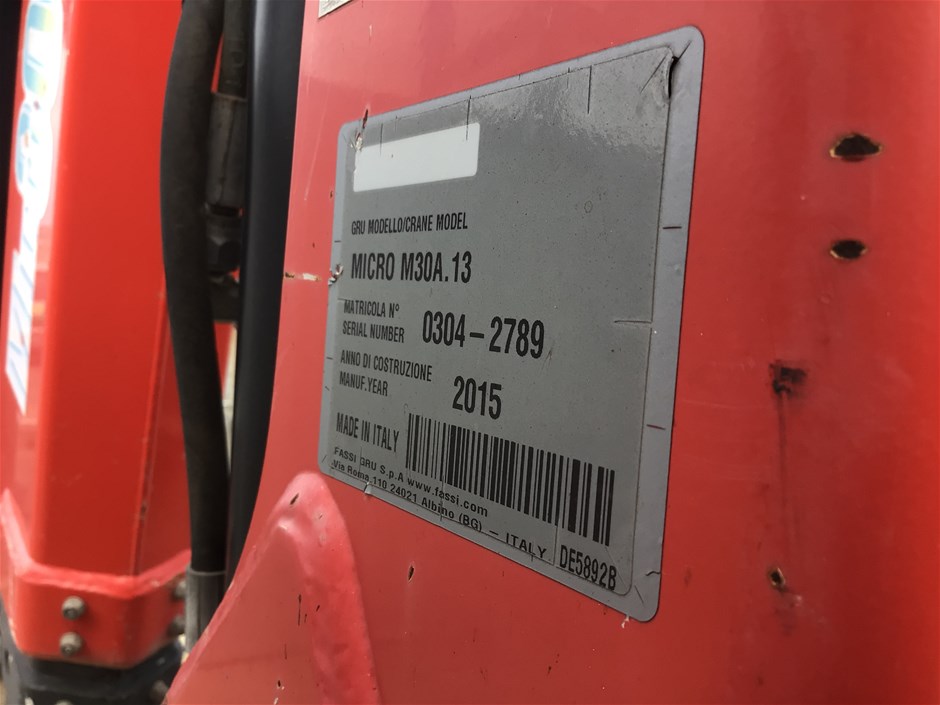 GRU MODELLO/CRANE MODEL
MICRO M30A.13
MATRICOLA N°
SERIAL NUMBER 0304-2789
ANNO DI COSTRUZIONE
MANUF.YEAR 2015
MADE IN ITALY
FASSI GRU S.p.A www.fassi.com
Via Roma,110 24021 Albino (BG) - ITALY
DE5892B